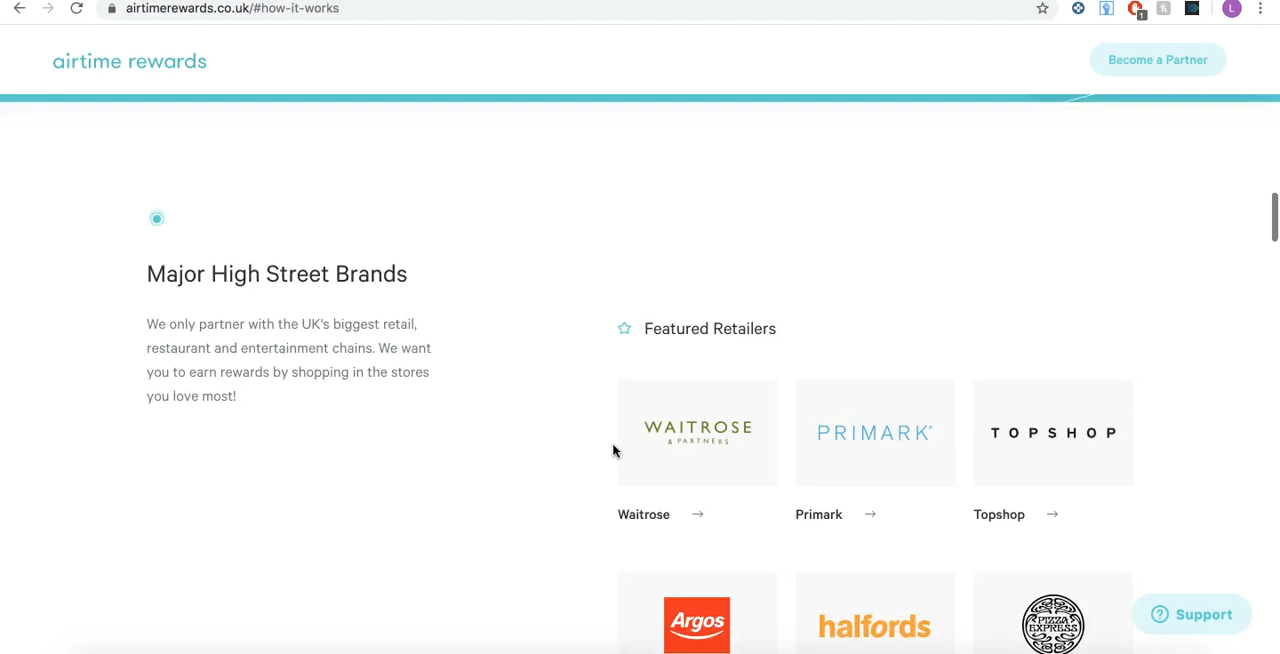 airtimerewards.co.uk/#how-it-works
1
L
airtime rewards
Become a Partner
Major High Street Brands
We only partner with the UK's biggest retail,
restaurant and entertainment chains. We want
you to earn rewards by shopping in the stores
you love most!
Featured Retailers
WAITROSE
& PARTNERS
PRIMARK®
TOPSHOP
Waitrose →
Primark →
Topshop →
Argos
halfords
PIZZA
EXPRESS
Support